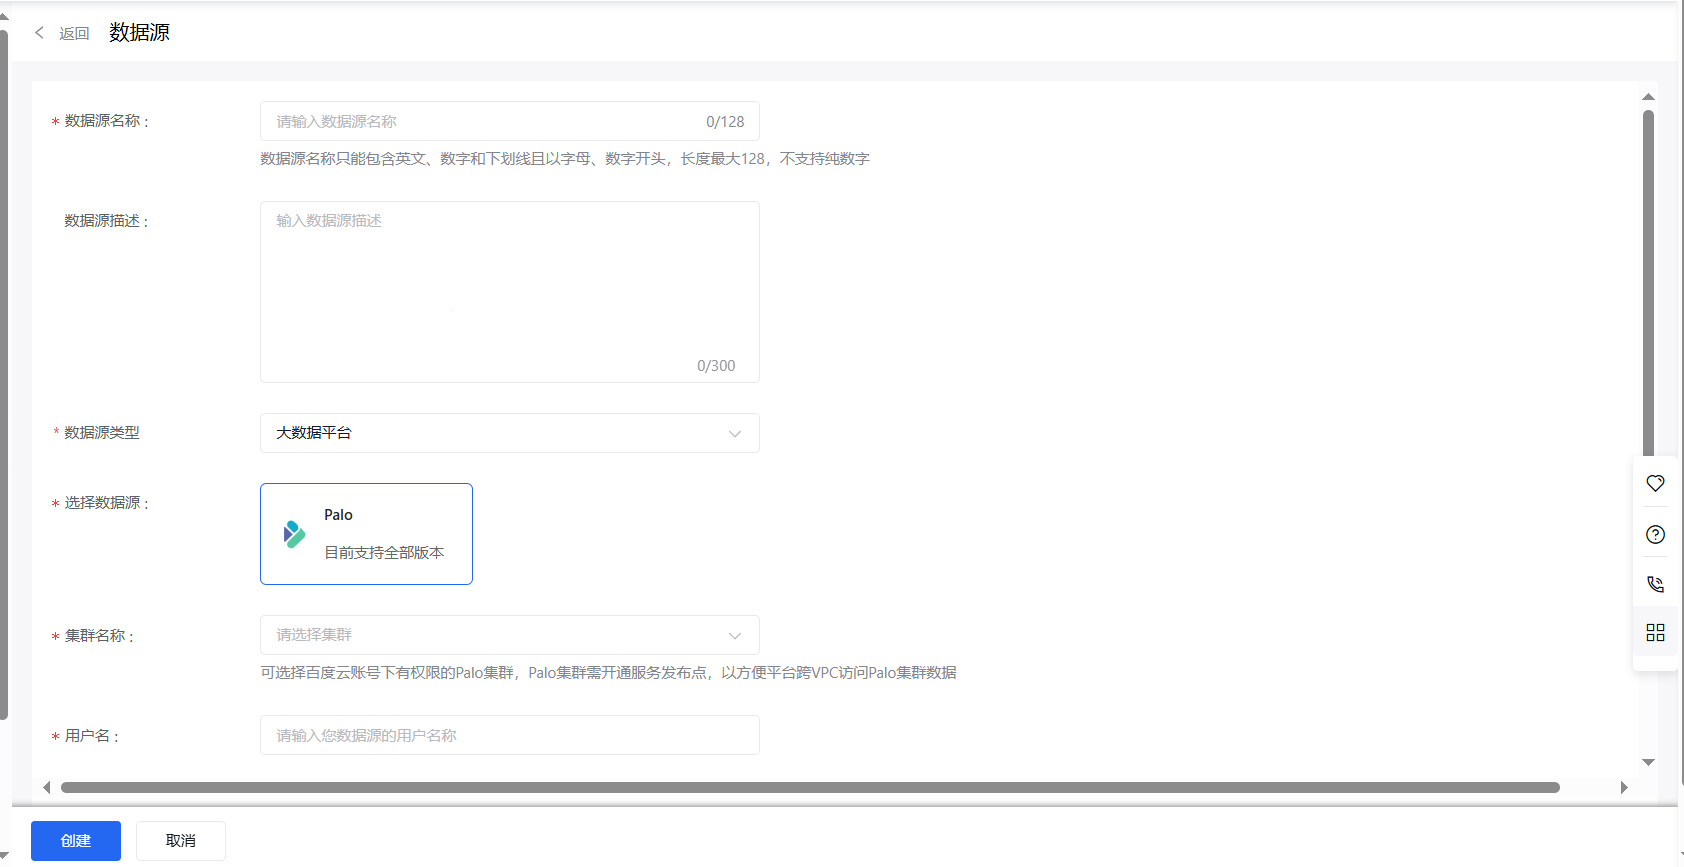 返回 数据源
* 数据源名称 :
请输入数据源名称 0/128
数据源名称只能包含英文、数字和下划线且以字母、数字开头，长度最大128，不支持纯数字
数据源描述 :
输入数据源描述
0/300
* 数据源类型
大数据平台
* 选择数据源 :
Palo
目前支持全部版本
* 集群名称 :
请选择集群
可选择百度云账号下有权限的Palo集群，Palo集群需开通服务发布点，以方便平台跨VPC访问Palo集群数据
* 用户名 :
请输入您数据源的用户名称
创建 取消